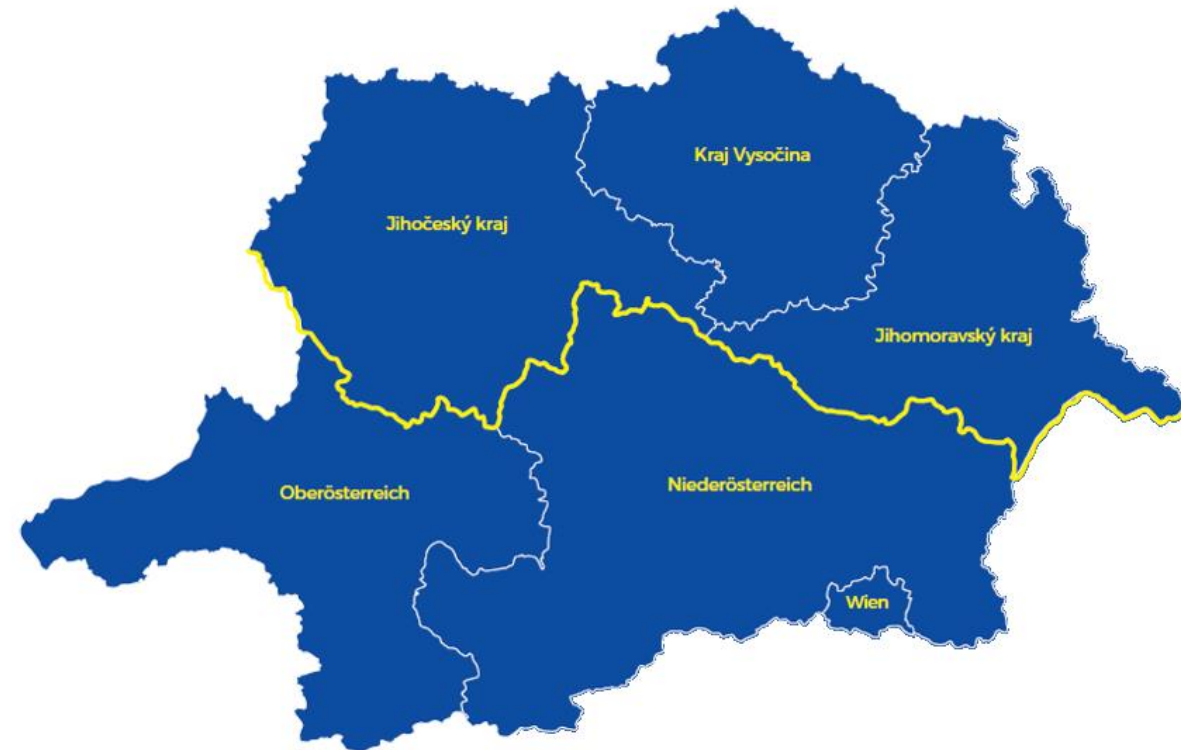 Kraj Vysočina
Jihočeský kraj
Jihomoravský kraj
Oberösterreich
Niederösterreich
Wien